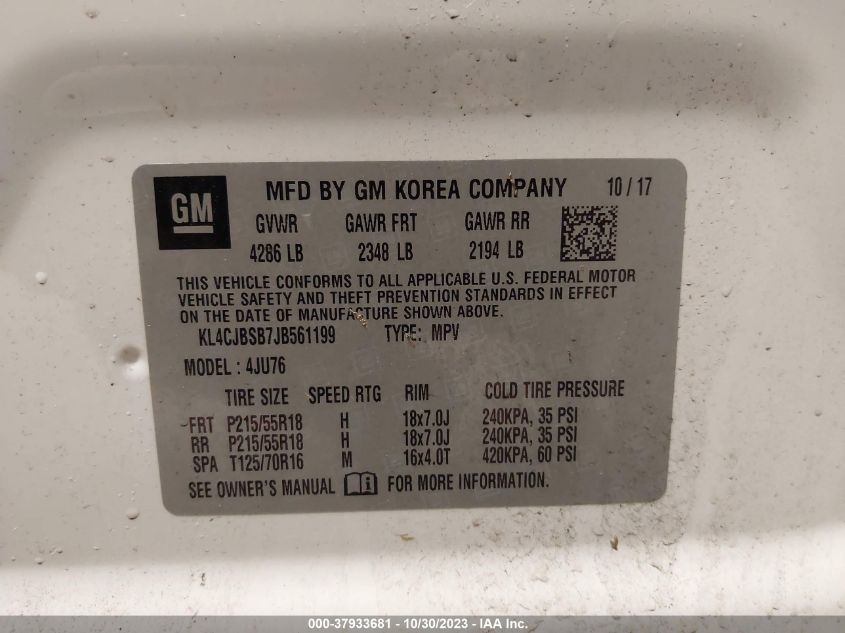 GM MFD BY GM KOREA COMPANY 10 / 17
GVWR GAWR FRT GAWR RR
4286 LB 2348 LB 2194 LB
THIS VEHICLE CONFORMS TO ALL APPLICABLE U.S. FEDERAL MOTOR
VEHICLE SAFETY AND THEFT PREVENTION STANDARDS IN EFFECT
ON THE DATE OF MANUFACTURE SHOWN ABOVE.
KL4CJBSB7JB561199 TYPE: MPV
MODEL : 4JU76
TIRE SIZE SPEED RTG RIM COLD TIRE PRESSURE
FRT P215/55R18 H 18x7.0J 240KPA, 35 PSI
RR P215/55R18 H 18x7.0J 240KPA, 35 PSI
SPA T125/70R16 M 16x4.0T 420KPA, 60 PSI
SEE OWNER'S MANUAL FOR MORE INFORMATION.
000-37933681 - 10/30/2023 - IAA Inc.